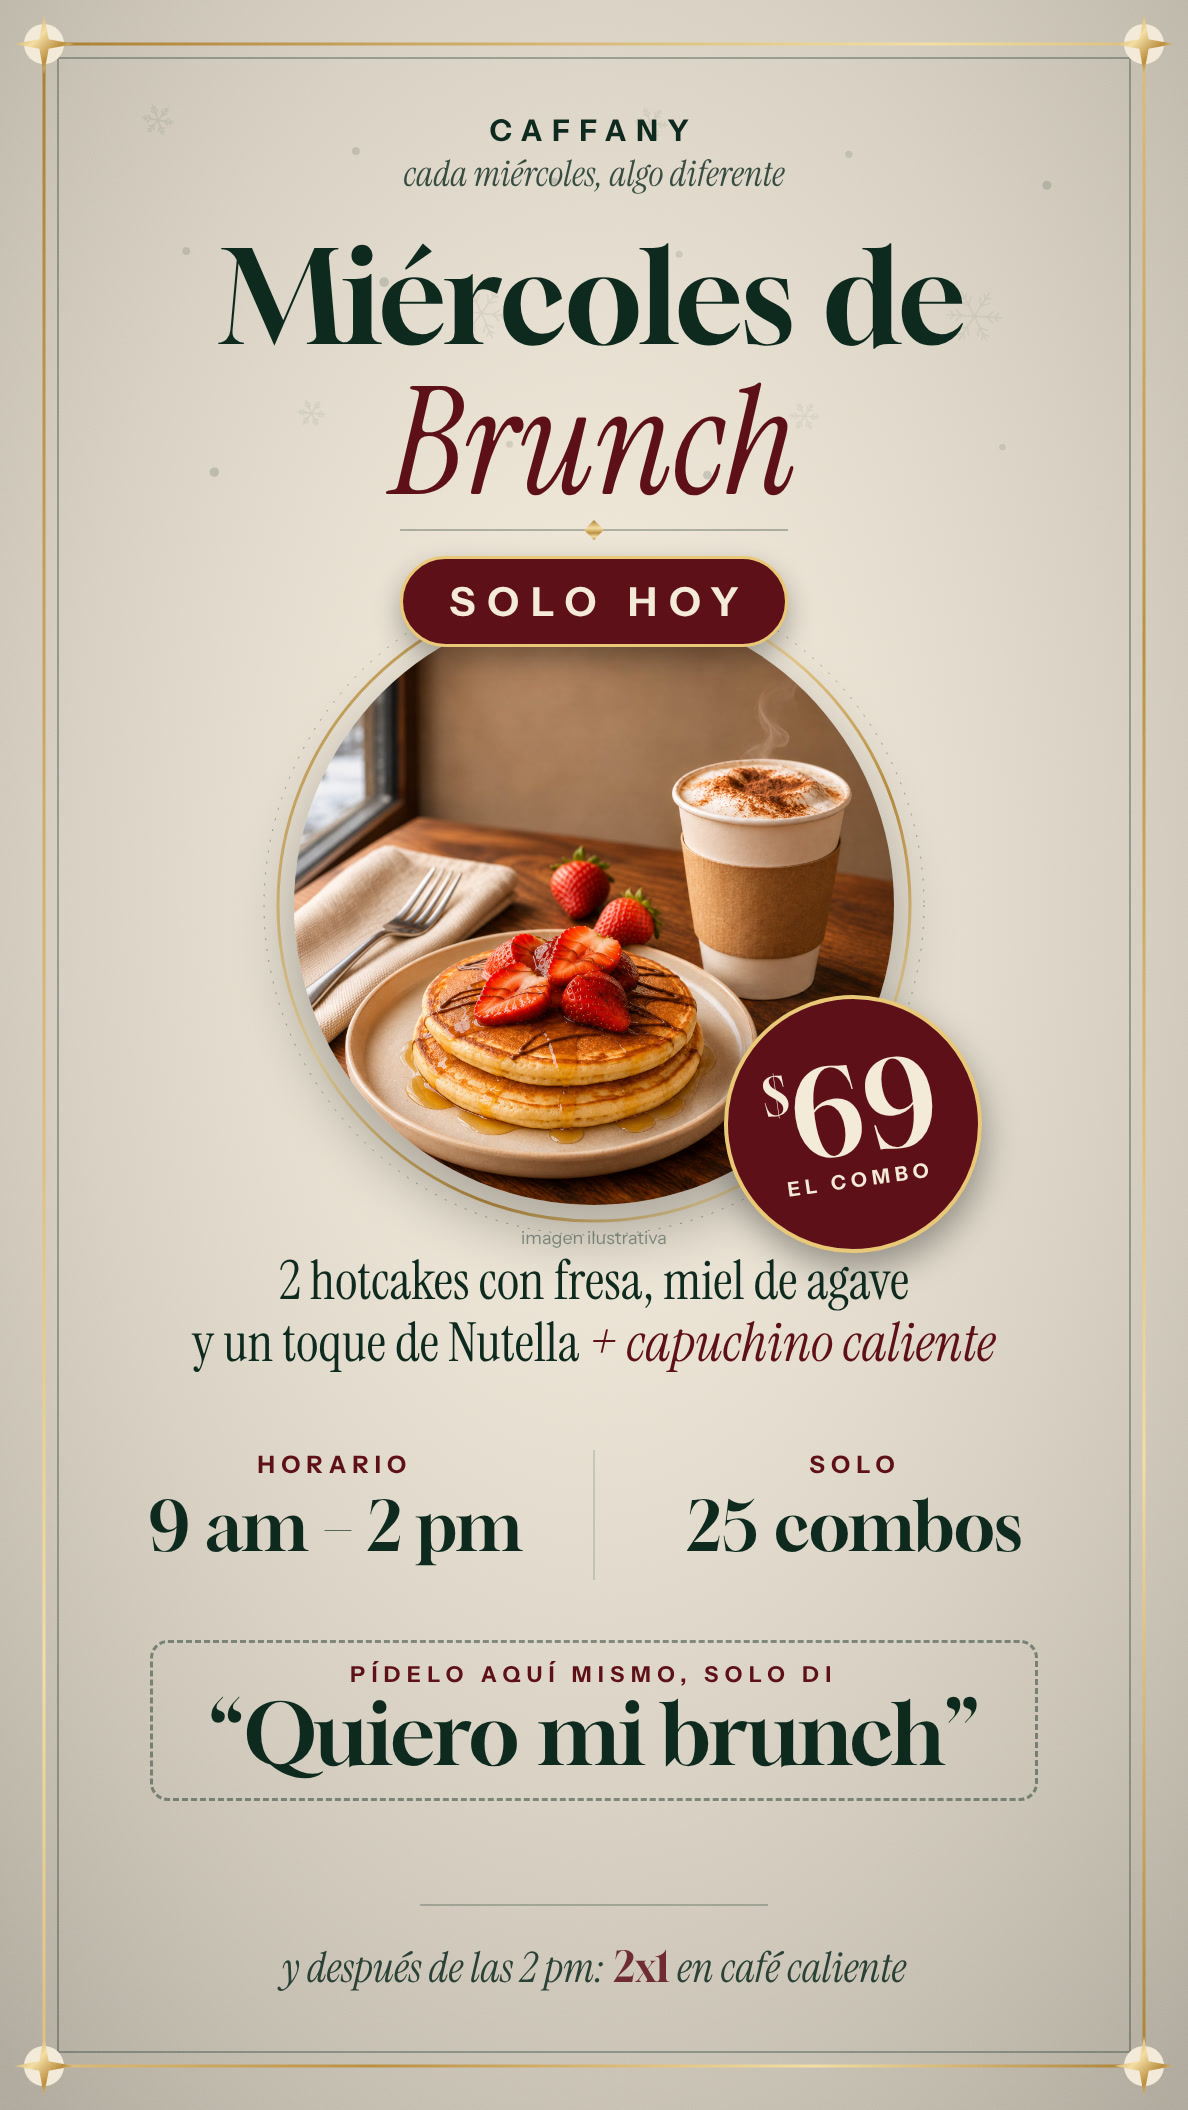 CAFFANY
cada miércoles, algo diferente
Miércoles de
Brunch
SOLO HOY
$69
EL COMBO
imagen ilustrativa
2 hotcakes con fresa, miel de agave
y un toque de Nutella + capuchino caliente
HORARIO
9 am – 2 pm
SOLO
25 combos
PÍDELO AQUÍ MISMO, SOLO DI
“Quiero mi brunch”
y después de las 2 pm: 2x1 en café caliente